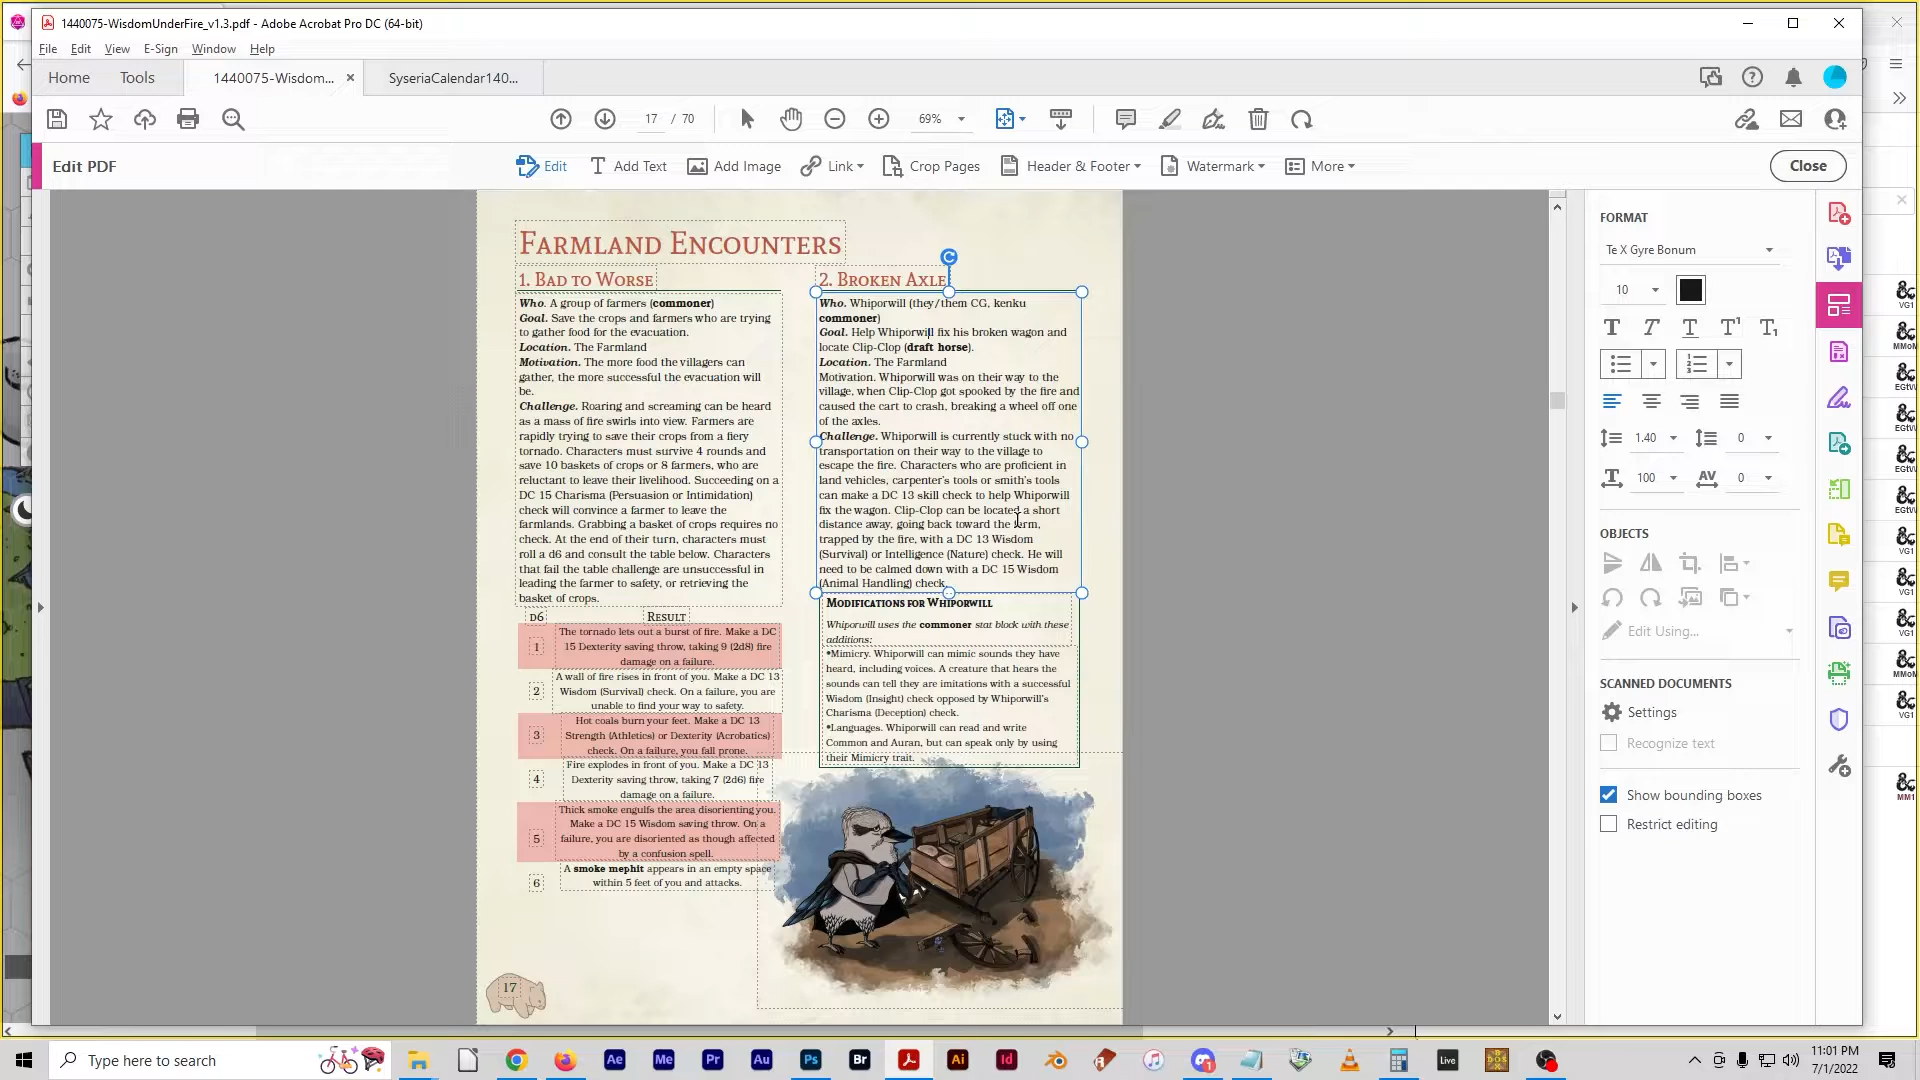 1440075-WisdomUnderFire_v1.3.pdf - Adobe Acrobat Pro DC (64-bit)
File Edit View E-Sign Window Help
Home Tools 1440075-Wisdom... × SyseriaCalendar140...
17 / 70 69%
Edit PDF Edit Add Text Add Image Link Crop Pages Header & Footer Watermark More Close
FARMLAND ENCOUNTERS
1. BAD TO WORSE
Who. A group of farmers (commoner)
Goal. Save the crops and farmers who are trying
to gather food for the evacuation.
Location. The Farmland
Motivation. The more food the villagers can
gather, the more successful the evacuation will
be.
Challenge. Roaring and screaming can be heard
as a mass of fire swirls into view. Farmers are
rapidly trying to save their crops from a fiery
tornado. Characters must survive 4 rounds and
save 10 baskets of crops or 8 farmers, who are
reluctant to leave their livelihood. Succeeding on a
DC 15 Charisma (Persuasion or Intimidation)
check will convince a farmer to leave the
farmlands. Grabbing a basket of crops requires no
check. At the end of their turn, characters must
roll a d6 and consult the table below. Characters
that fail the table challenge are unsuccessful in
leading the farmer to safety, or retrieving the
basket of crops.
D6 RESULT
1 The tornado lets out a burst of fire. Make a DC
15 Dexterity saving throw, taking 9 (2d8) fire
damage on a failure.
2 A wall of fire rises in front of you. Make a DC 13
Wisdom (Survival) check. On a failure, you are
unable to find your way to safety.
3 Hot coals burn your feet. Make a DC 13
Strength (Athletics) or Dexterity (Acrobatics)
check. On a failure, you fall prone.
4 Fire explodes in front of you. Make a DC 13
Dexterity saving throw, taking 7 (2d6) fire
damage on a failure.
5 Thick smoke engulfs the area disorienting you.
Make a DC 15 Wisdom saving throw. On a
failure, you are disoriented as though affected
by a confusion spell.
6 A smoke mephit appears in an empty space
within 5 feet of you and attacks.
17
2. BROKEN AXLE
Who. Whiporwill (they/them CG, kenku
commoner)
Goal. Help Whiporwill fix his broken wagon and
locate Clip-Clop (draft horse).
Location. The Farmland
Motivation. Whiporwill was on their way to the
village, when Clip-Clop got spooked by the fire and
caused the cart to crash, breaking a wheel off one
of the axles.
Challenge. Whiporwill is currently stuck with no
transportation on their way to the village to
escape the fire. Characters who are proficient in
land vehicles, carpenter's tools or smith's tools
can make a DC 13 skill check to help Whiporwill
fix the wagon. Clip-Clop can be located a short
distance away, going back toward the farm,
trapped by the fire, with a DC 13 Wisdom
(Survival) or Intelligence (Nature) check. He will
need to be calmed down with a DC 15 Wisdom
(Animal Handling) check.
MODIFICATIONS FOR WHIPORWILL
Whiporwill uses the commoner stat block with these
additions:
•Mimicry. Whiporwill can mimic sounds they have
heard, including voices. A creature that hears the
sounds can tell they are imitations with a successful
Wisdom (Insight) check opposed by Whiporwill's
Charisma (Deception) check.
•Languages. Whiporwill can read and write
Common and Auran, but can speak only by using
their Mimicry trait.
FORMAT
Te X Gyre Bonum
10
1.40 0
100 AV 0
OBJECTS
Edit Using...
SCANNED DOCUMENTS
Settings
Recognize text
Show bounding boxes
Restrict editing
VG1
MMoM
EGtW
EGtW
EGtW
EGtW
VG1
VG1
MMoM
VG1
MM1
Type here to search
Ae Me Pr Au Ps Br Ai Id Live DOS
11:01 PM
7/1/2022